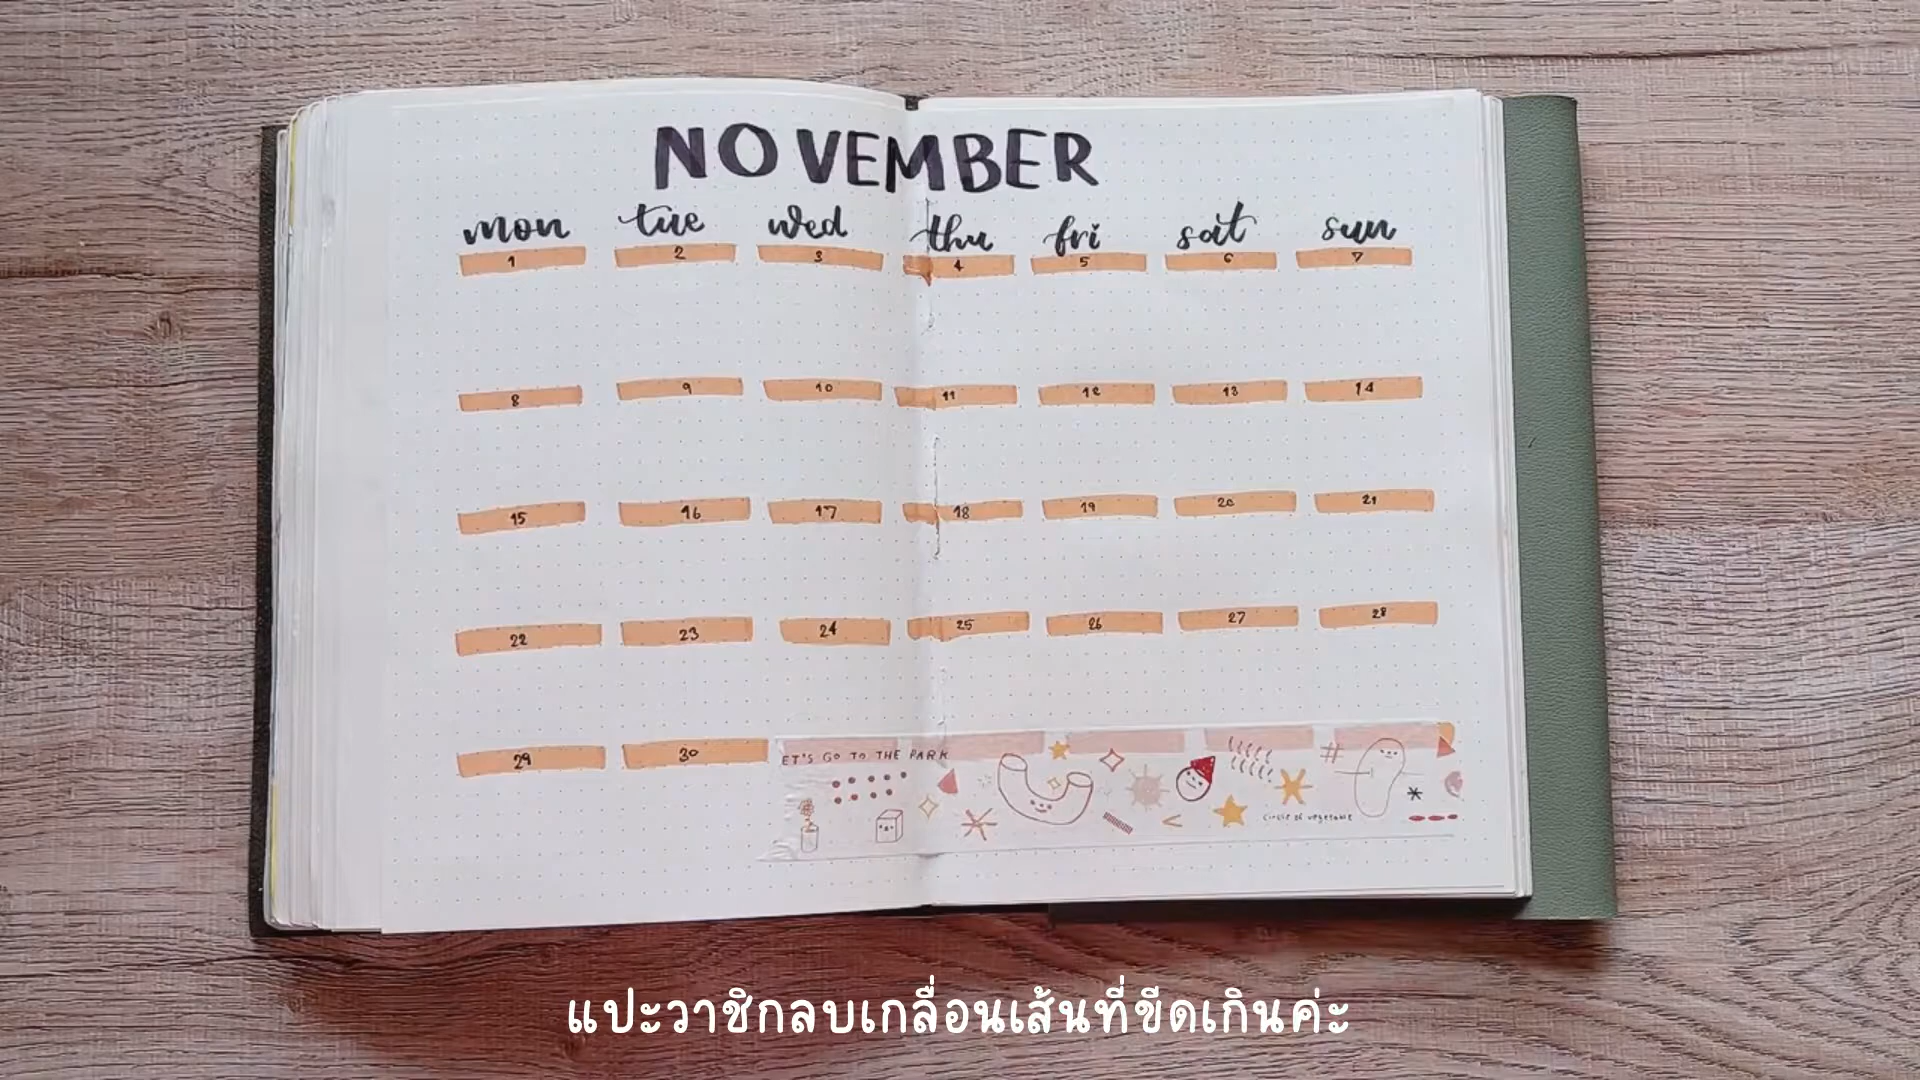 NOVEMBER
mon tue wed thu fri sat sun
1 2 3 4 5 6 7
8 9 10 11 12 13 14
15 16 17 18 19 20 21
22 23 24 25 26 27 28
29 30
ET'S GO TO THE PARK
#
circle of vegetable
แปะวาชิกลบเกลื่อนเส้นที่ขีดเกินค่ะ